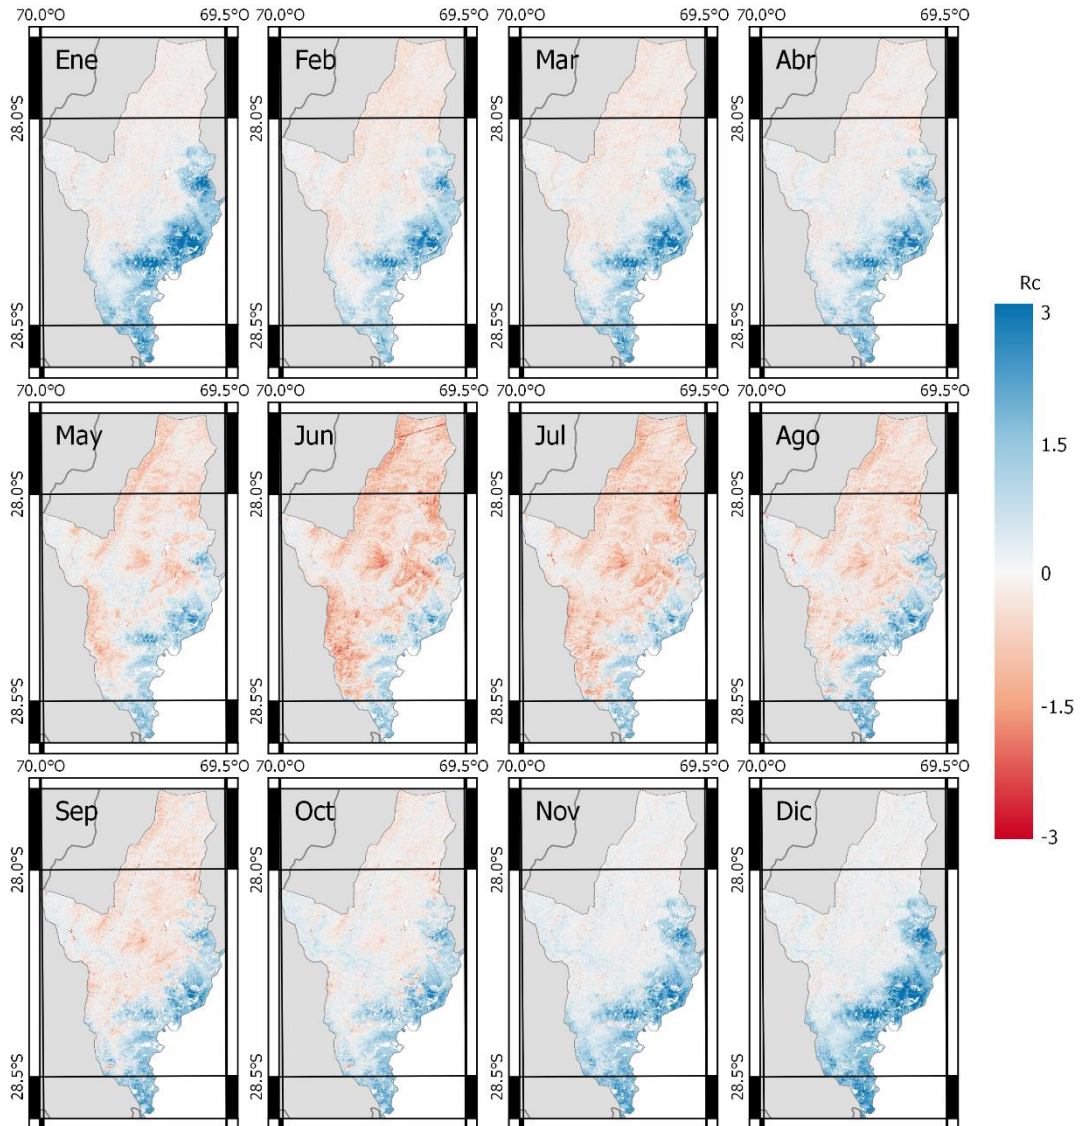 70.0°O 69.5°O 70.0°O 69.5°O 70.0°O 69.5°O 70.0°O 69.5°O
Ene Feb Mar Abr
28.0°S 28.0°S 28.0°S 28.0°S
28.5°S 28.5°S 28.5°S 28.5°S
Rc
3
1.5
0
-1.5
-3
70.0°O 69.5°O 70.0°O 69.5°O 70.0°O 69.5°O 70.0°O 69.5°O
May Jun Jul Ago
28.0°S 28.0°S 28.0°S 28.0°S
28.5°S 28.5°S 28.5°S 28.5°S
70.0°O 69.5°O 70.0°O 69.5°O 70.0°O 69.5°O 70.0°O 69.5°O
Sep Oct Nov Dic
28.0°S 28.0°S 28.0°S 28.0°S
28.5°S 28.5°S 28.5°S 28.5°S